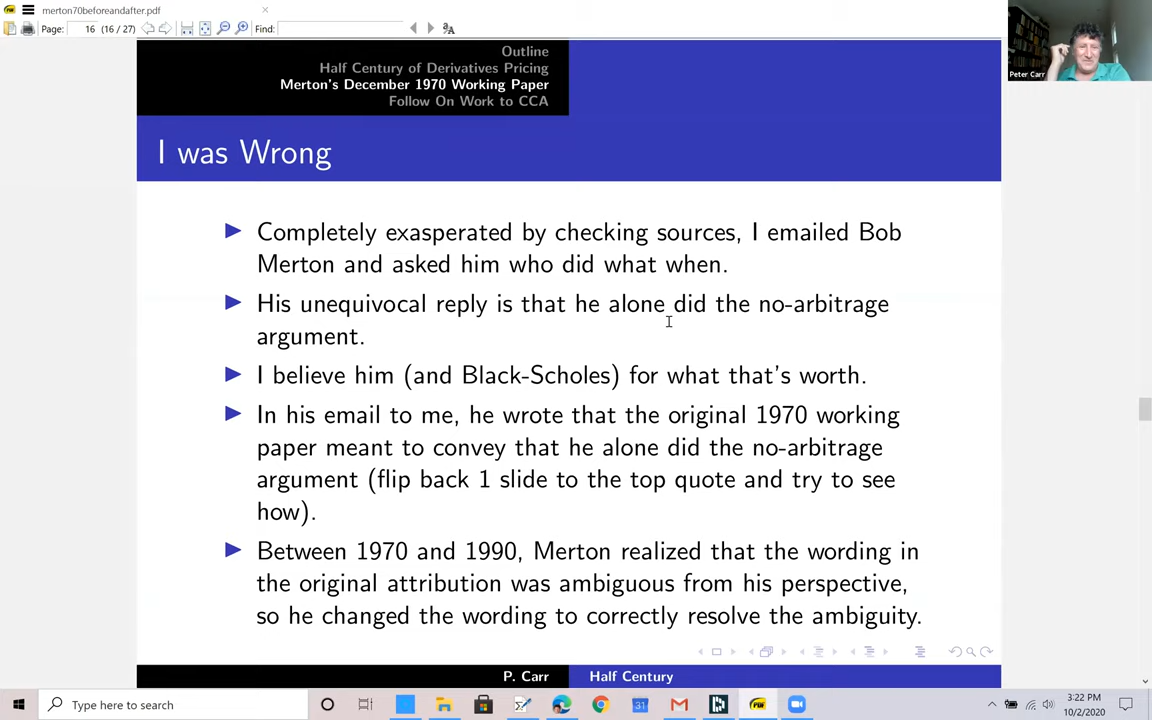 merton70beforeandafter.pdf
Page: 16 (16 / 27) Find:
Outline
Half Century of Derivatives Pricing
Merton's December 1970 Working Paper
Follow On Work to CCA
Peter Carr
I was Wrong
Completely exasperated by checking sources, I emailed Bob
Merton and asked him who did what when.
His unequivocal reply is that he alone did the no-arbitrage
argument.
I believe him (and Black-Scholes) for what that's worth.
In his email to me, he wrote that the original 1970 working
paper meant to convey that he alone did the no-arbitrage
argument (flip back 1 slide to the top quote and try to see
how).
Between 1970 and 1990, Merton realized that the wording in
the original attribution was ambiguous from his perspective,
so he changed the wording to correctly resolve the ambiguity.
P. Carr Half Century
Type here to search
31
3:22 PM
10/2/2020